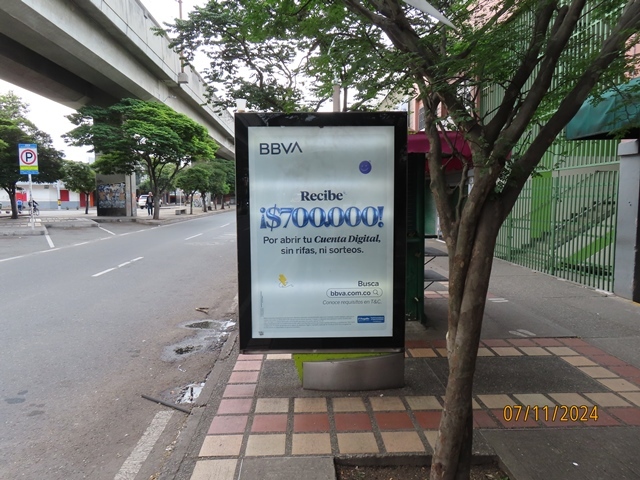 BBVA
Recibe
¡$700.000!
Por abrir tu Cuenta Digital,
sin rifas, ni sorteos.
Busca
bbva.com.co
Conoce requisitos en T&C.
P
07/11/2024